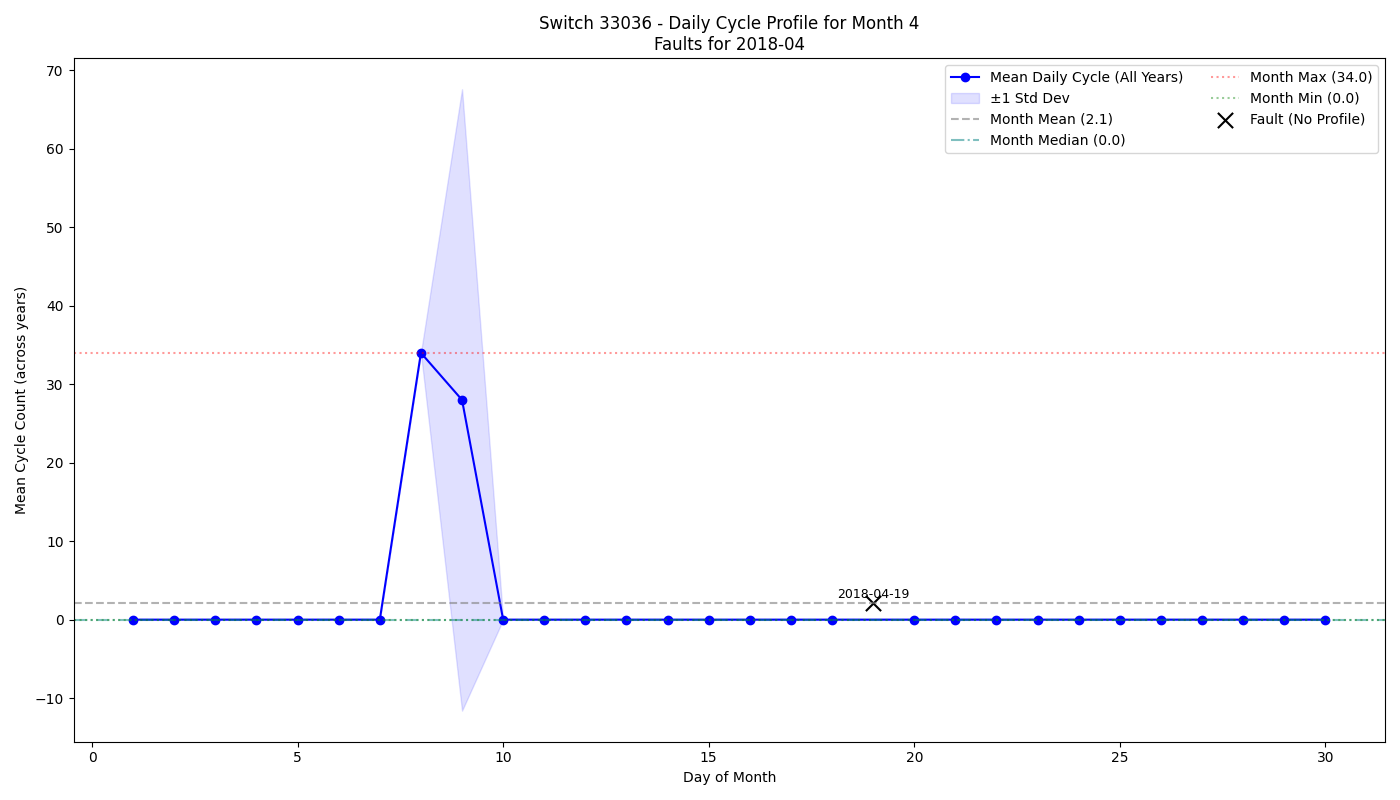 Switch 33036 - Daily Cycle Profile for Month 4
Faults for 2018-04
Mean Daily Cycle (All Years)
±1 Std Dev
Month Mean (2.1)
Month Median (0.0)
Month Max (34.0)
Month Min (0.0)
Fault (No Profile)
Mean Cycle Count (across years)
70
60
50
40
30
20
10
0
−10
2018-04-19
0
5
10
15
20
25
30
Day of Month